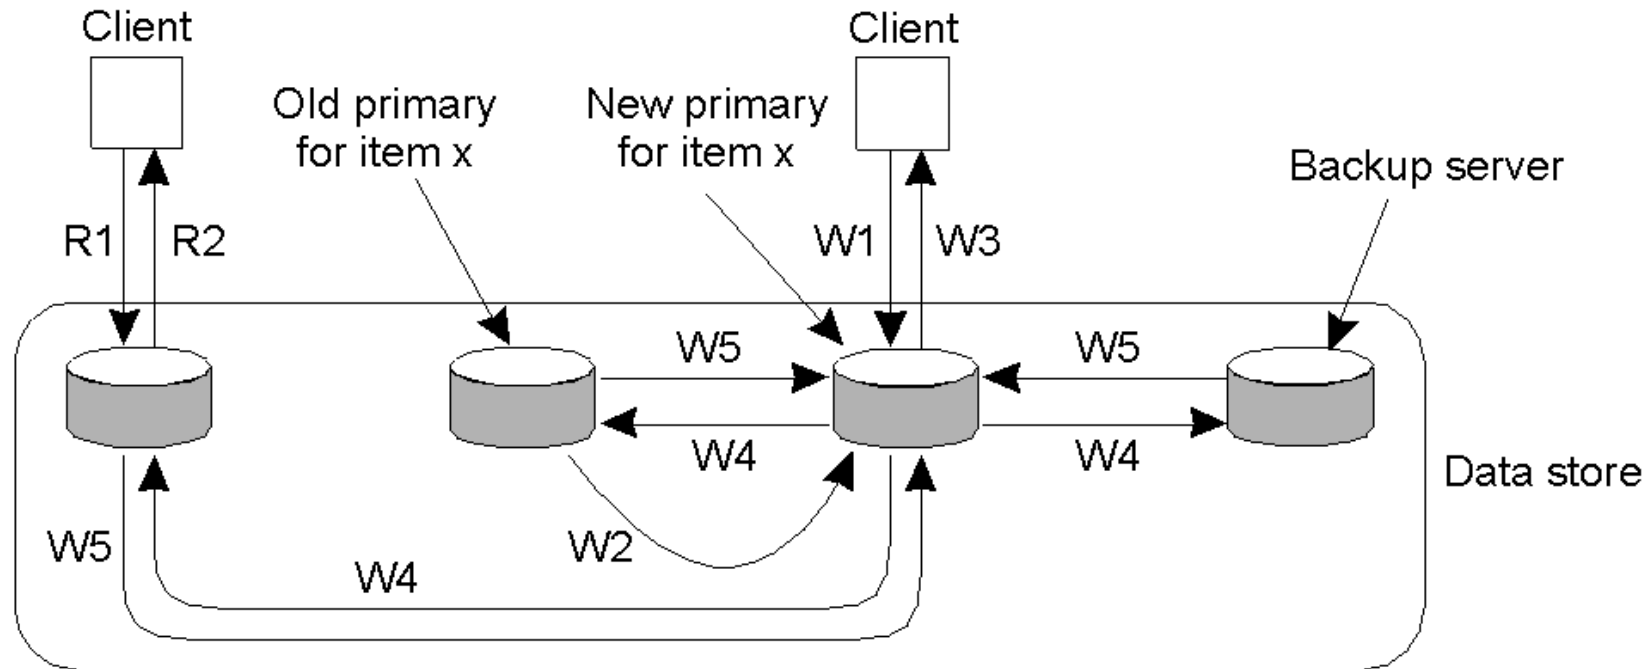 Client
Client
Old primary
for item x
New primary
for item x
Backup server
R1
R2
W1
W3
W5
W5
W4
W4
Data store
W5
W2
W4